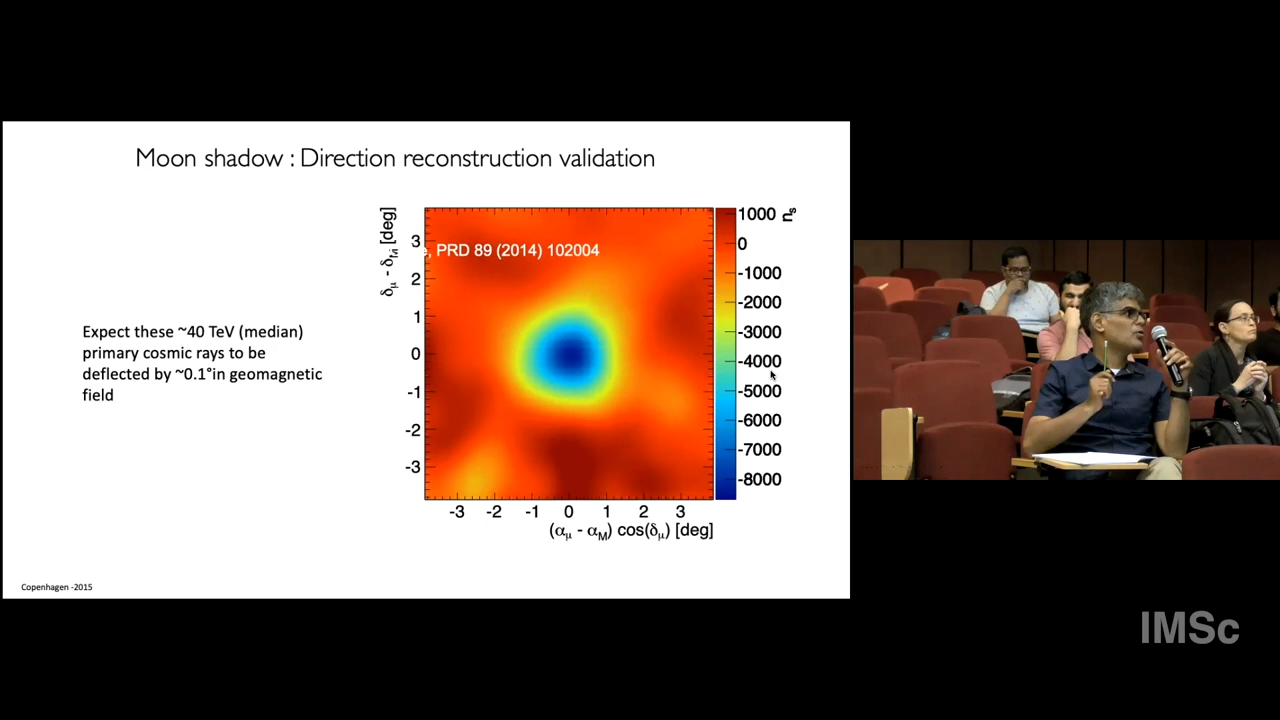 Moon shadow : Direction reconstruction validation
Expect these ~40 TeV (median)
primary cosmic rays to be
deflected by ~0.1°in geomagnetic
field
e, PRD 89 (2014) 102004
δμ - δM [deg]
3
2
1
0
-1
-2
-3
-3 -2 -1 0 1 2 3
(αμ - αM) cos(δμ) [deg]
1000 ns
0
-1000
-2000
-3000
-4000
-5000
-6000
-7000
-8000
Copenhagen -2015
IMSc